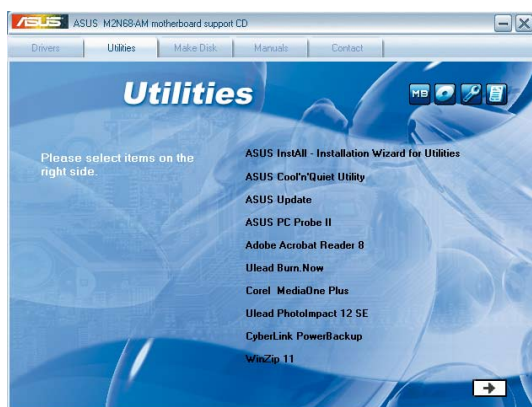 ASUS ASUS M2N68-AM motherboard support CD
Drivers Utilities Make Disk Manuals Contact
Utilities
MB
Please select items on the
right side.
ASUS InstAll - Installation Wizard for Utilities
ASUS Cool'n'Quiet Utility
ASUS Update
ASUS PC Probe II
Adobe Acrobat Reader 8
Ulead Burn.Now
Corel MediaOne Plus
Ulead PhotoImpact 12 SE
CyberLink PowerBackup
WinZip 11